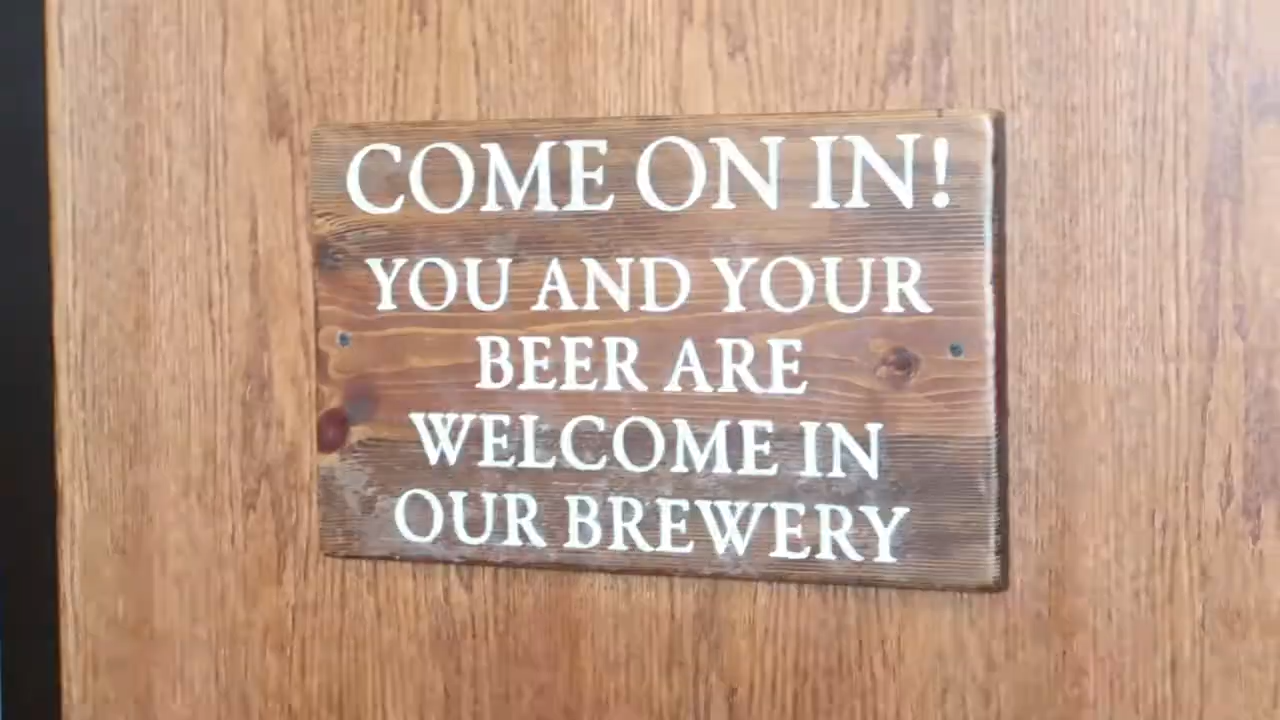 COME ON IN!
YOU AND YOUR
BEER ARE
WELCOME IN
OUR BREWERY